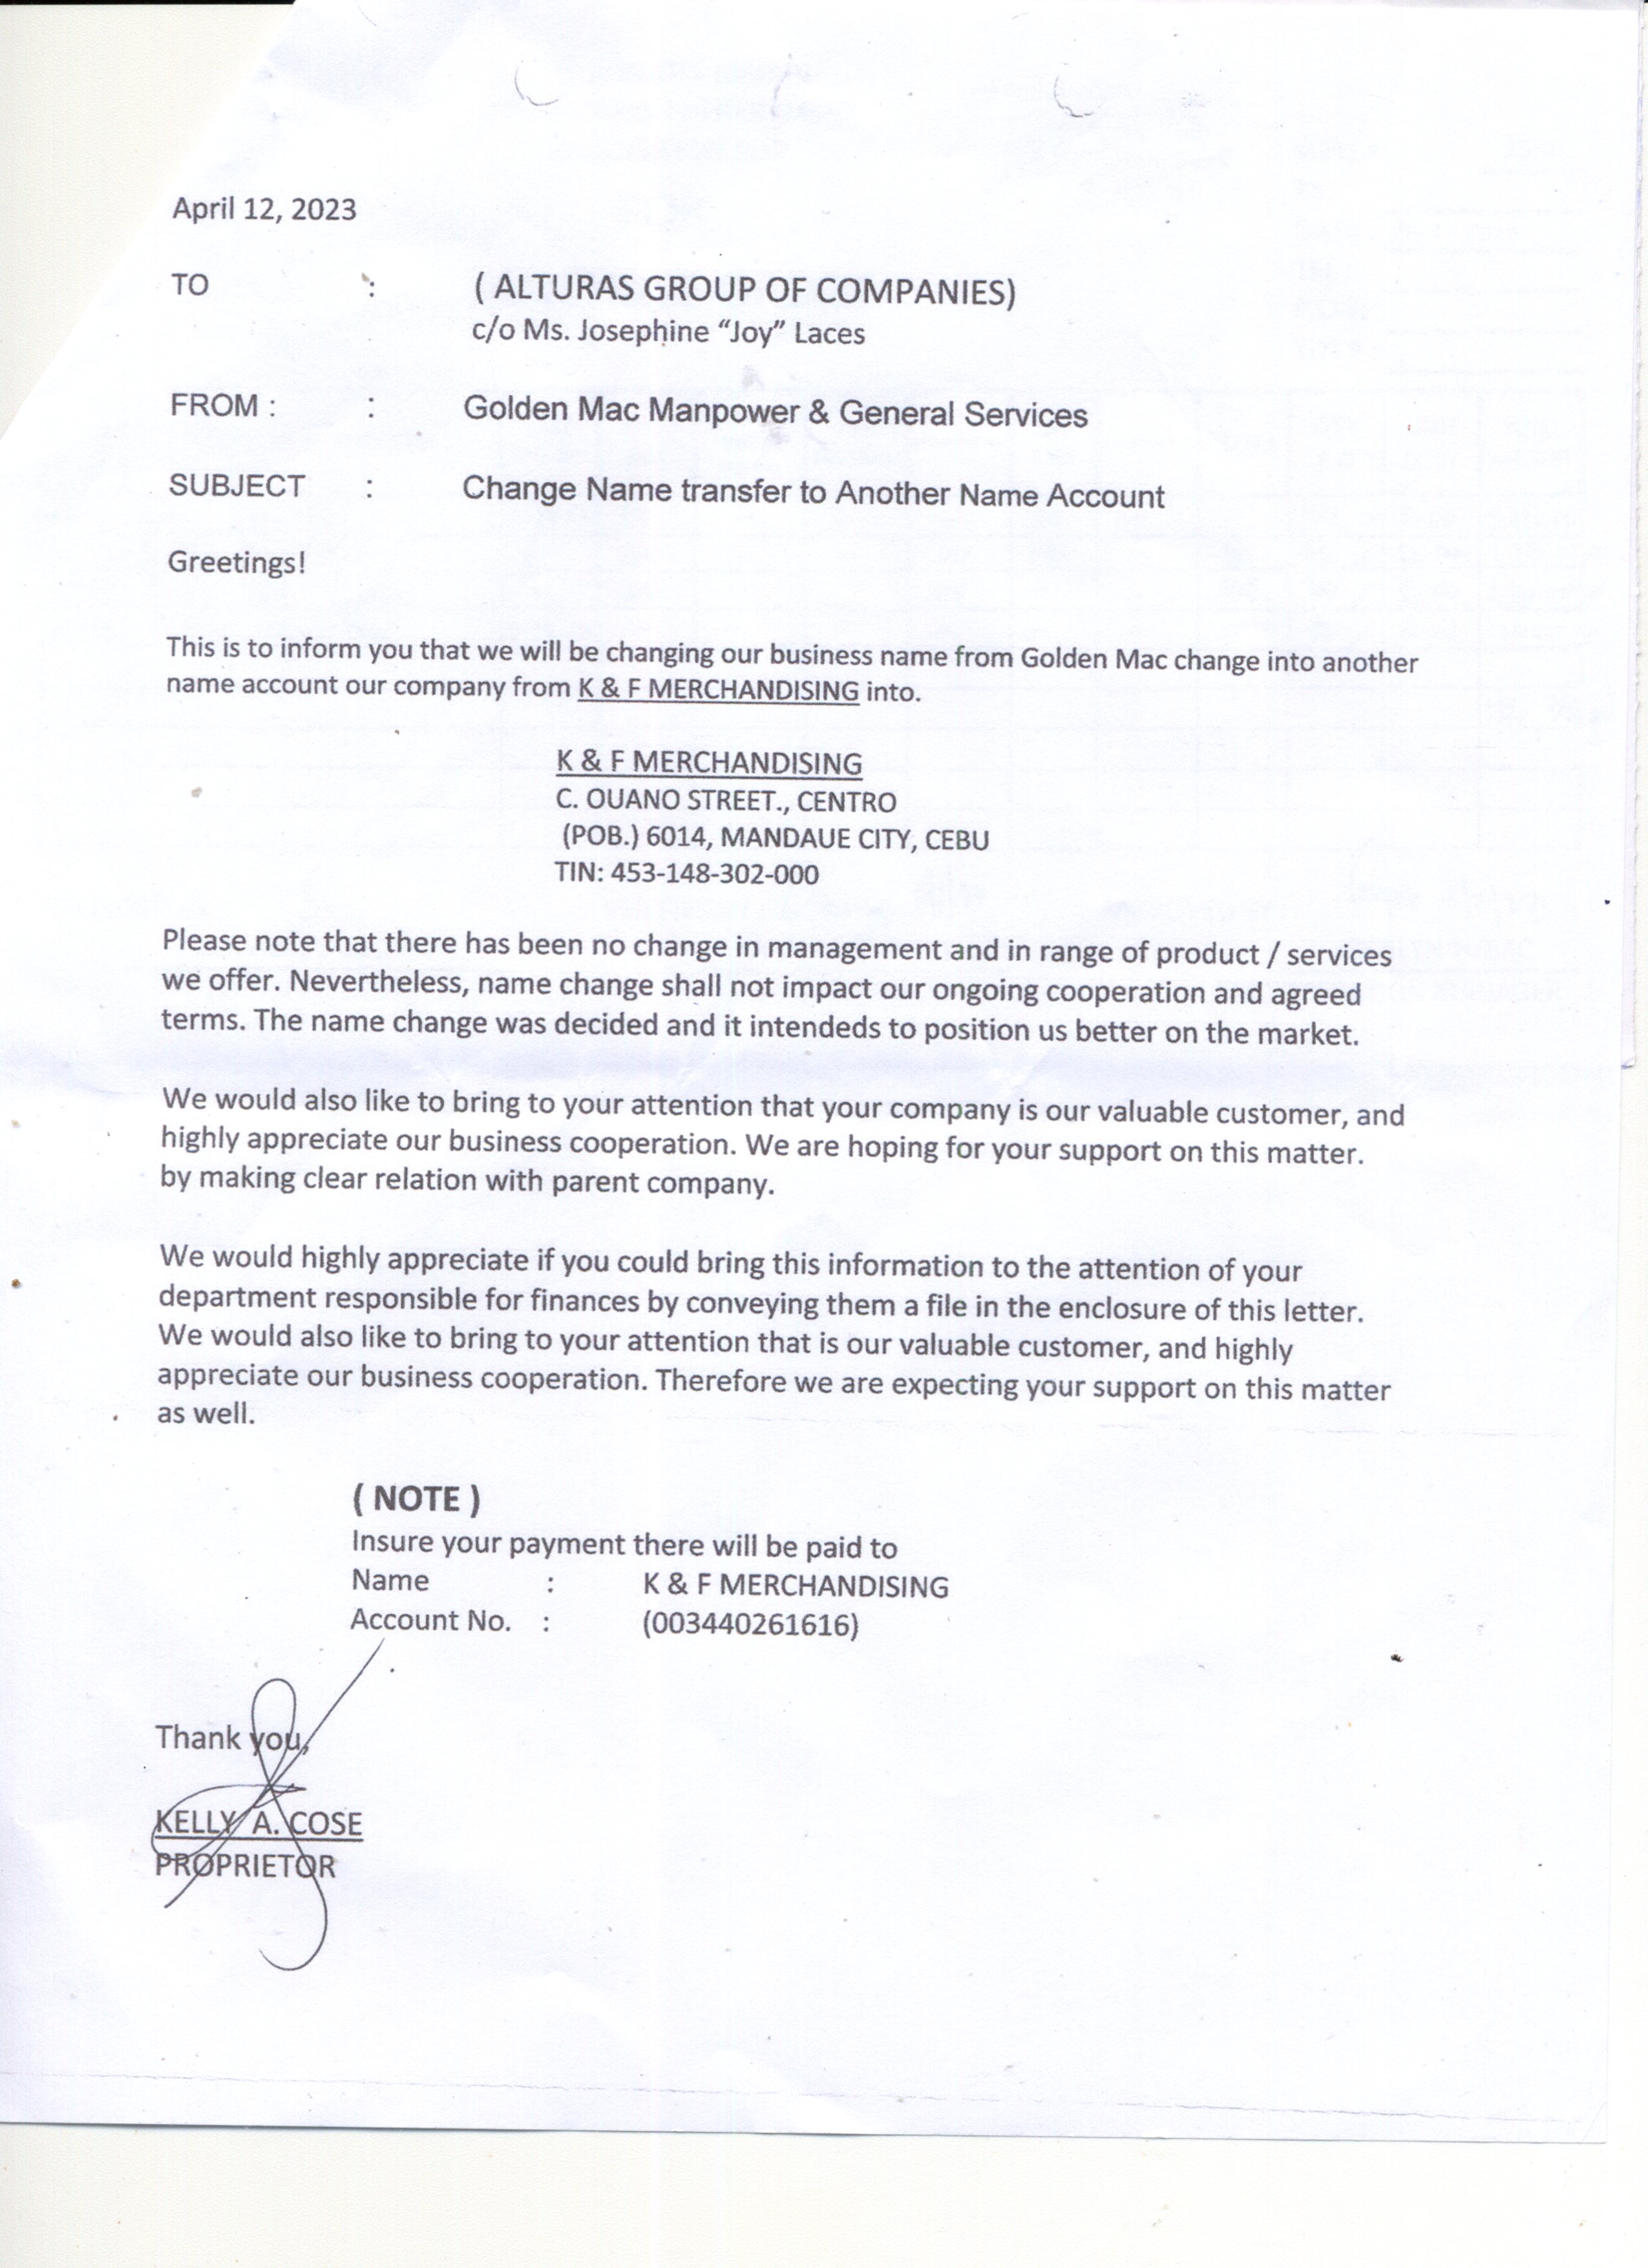 April 12, 2023
TO : ( ALTURAS GROUP OF COMPANIES)
c/o Ms. Josephine “Joy” Laces
FROM : : Golden Mac Manpower & General Services
SUBJECT : Change Name transfer to Another Name Account
Greetings!
This is to inform you that we will be changing our business name from Golden Mac change into another
name account our company from K & F MERCHANDISING into.
K & F MERCHANDISING
C. OUANO STREET., CENTRO
(POB.) 6014, MANDAUE CITY, CEBU
TIN: 453-148-302-000
Please note that there has been no change in management and in range of product / services
we offer. Nevertheless, name change shall not impact our ongoing cooperation and agreed
terms. The name change was decided and it intendeds to position us better on the market.
We would also like to bring to your attention that your company is our valuable customer, and
highly appreciate our business cooperation. We are hoping for your support on this matter.
by making clear relation with parent company.
We would highly appreciate if you could bring this information to the attention of your
department responsible for finances by conveying them a file in the enclosure of this letter.
We would also like to bring to your attention that is our valuable customer, and highly
appreciate our business cooperation. Therefore we are expecting your support on this matter
as well.
( NOTE )
Insure your payment there will be paid to
Name : K & F MERCHANDISING
Account No. : (003440261616)
Thank you,
KELLY A. COSE
PROPRIETOR